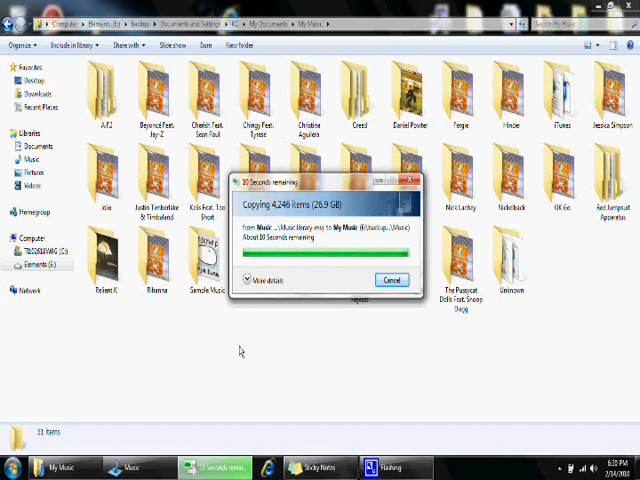 Computer ▸ Elements (E:) ▸ Backup ▸ Documents and Settings ▸ KC ▸ My Documents ▸ My Music ▸
Search My Music
Organize Include in library Share with Slide show Burn New folder
Favorites
Desktop
Downloads
Recent Places
Libraries
Documents
Music
Pictures
Videos
Homegroup
Computer
Elements (E:)
Network
A.F.I
Beyoncé Feat. Jay-Z
Cherish Feat. Sean Paul
Chingy Feat. Tyrese
Christina Aguilera
Creed
Daniel Powter
Fergie
Hinder
iTunes
Jessica Simpson
JoJo
Justin Timberlake & Timbaland
Kelis Feat. Too Short
Nick Lachey
Nickelback
OK Go
Red Jumpsuit Apparatus
Relient K
Rihanna
Sample Music
Rejects
The Pussycat Dolls Feat. Snoop Dogg
Unknown
10 Seconds remaining
Copying 4,246 items (26.9 GB)
from Music ...\Music.library-ms) to My Music (E:\Backup...\Music)
About 10 Seconds remaining
More details
Cancel
31 items
My Music
Music
10 Seconds remai...
Sticky Notes
Flashing
6:30 PM
2/14/2010